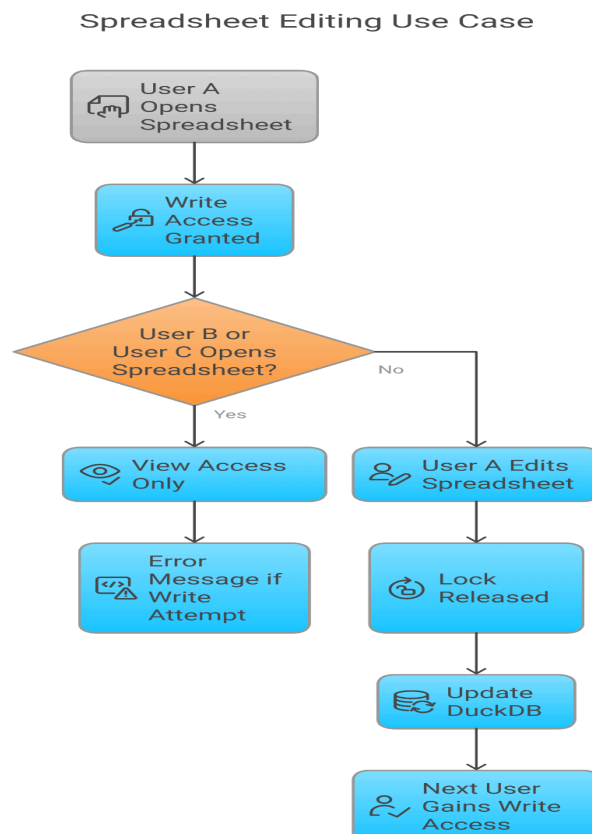 Spreadsheet Editing Use Case
User A
Opens
Spreadsheet
Write
Access
Granted
User B or
User C Opens
Spreadsheet?
No
Yes
View Access
Only
User A Edits
Spreadsheet
Error
Message if
Write
Attempt
Lock
Released
Update
DuckDB
Next User
Gains Write
Access